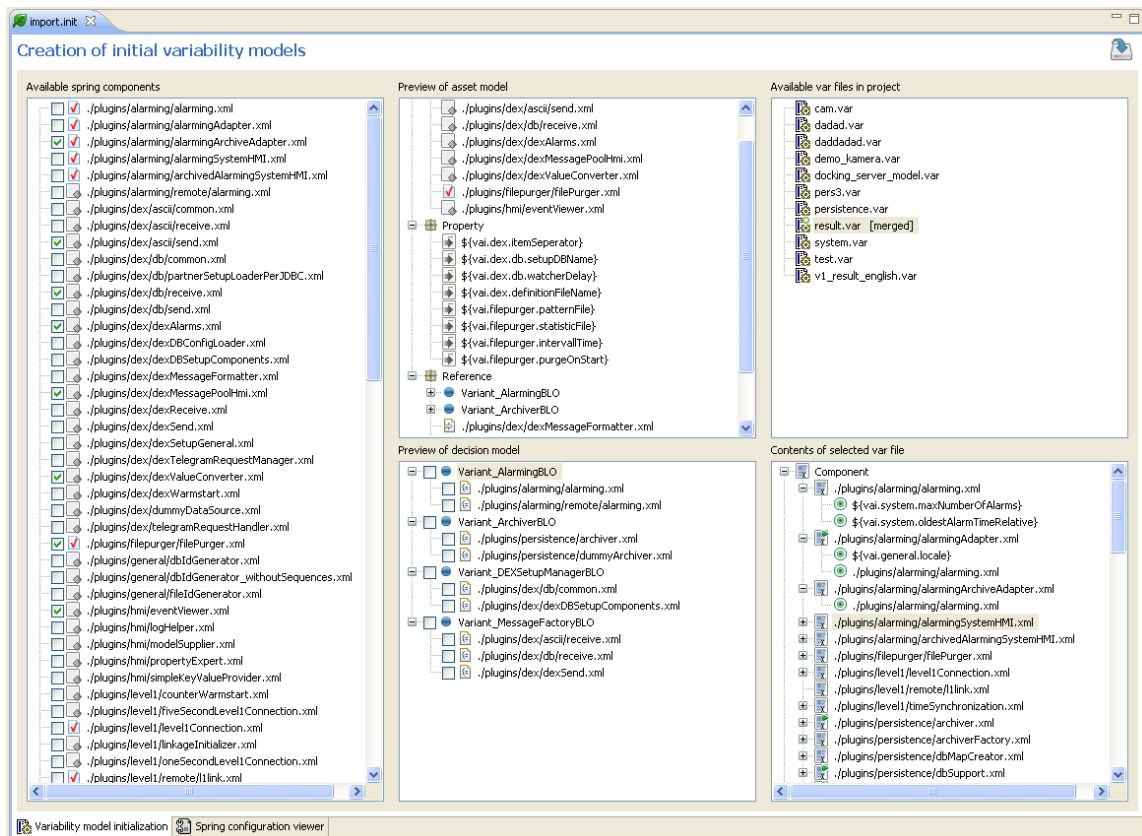 import.init
Creation of initial variability models
Available spring components
./plugins/alarming/alarming.xml
./plugins/alarming/alarmingAdapter.xml
./plugins/alarming/alarmingArchiveAdapter.xml
./plugins/alarming/alarmingSystemHMI.xml
./plugins/alarming/archivedAlarmingSystemHMI.xml
./plugins/alarming/remote/alarming.xml
./plugins/dex/ascii/common.xml
./plugins/dex/ascii/receive.xml
./plugins/dex/ascii/send.xml
./plugins/dex/db/common.xml
./plugins/dex/db/partnerSetupLoaderPerJDBC.xml
./plugins/dex/db/receive.xml
./plugins/dex/db/send.xml
./plugins/dex/dexAlarms.xml
./plugins/dex/dexDBConfigLoader.xml
./plugins/dex/dexDBSetupComponents.xml
./plugins/dex/dexMessageFormatter.xml
./plugins/dex/dexMessagePoolHmi.xml
./plugins/dex/dexReceive.xml
./plugins/dex/dexSend.xml
./plugins/dex/dexSetupGeneral.xml
./plugins/dex/dexTelegramRequestManager.xml
./plugins/dex/dexValueConverter.xml
./plugins/dex/dexWarmstart.xml
./plugins/dex/dummyDataSource.xml
./plugins/dex/telegramRequestHandler.xml
./plugins/filepurger/filePurger.xml
./plugins/general/dbIdGenerator.xml
./plugins/general/dbIdGenerator_withoutSequences.xml
./plugins/general/fileIdGenerator.xml
./plugins/hmi/eventViewer.xml
./plugins/hmi/logHelper.xml
./plugins/hmi/modelSupplier.xml
./plugins/hmi/propertyExpert.xml
./plugins/hmi/simpleKeyValueProvider.xml
./plugins/level1/counterWarmstart.xml
./plugins/level1/fiveSecondLevel1Connection.xml
./plugins/level1/level1Connection.xml
./plugins/level1/linkageInitializer.xml
./plugins/level1/oneSecondLevel1Connection.xml
./plugins/level1/remote/l1link.xml
Preview of asset model
./plugins/dex/ascii/send.xml
./plugins/dex/db/receive.xml
./plugins/dex/dexAlarms.xml
./plugins/dex/dexMessagePoolHmi.xml
./plugins/dex/dexValueConverter.xml
./plugins/filepurger/filePurger.xml
./plugins/hmi/eventViewer.xml
Property
${vai.dex.itemSeperator}
${vai.dex.db.setupDBName}
${vai.dex.db.watcherDelay}
${vai.dex.definitionFileName}
${vai.filepurger.patternFile}
${vai.filepurger.statisticFile}
${vai.filepurger.intervallTime}
${vai.filepurger.purgeOnStart}
Reference
Variant_AlarmingBLO
Variant_ArchiverBLO
./plugins/dex/dexMessageFormatter.xml
Preview of decision model
Variant_AlarmingBLO
./plugins/alarming/alarming.xml
./plugins/alarming/remote/alarming.xml
Variant_ArchiverBLO
./plugins/persistence/archiver.xml
./plugins/persistence/dummyArchiver.xml
Variant_DEXSetupManagerBLO
./plugins/dex/db/common.xml
./plugins/dex/dexDBSetupComponents.xml
Variant_MessageFactoryBLO
./plugins/dex/ascii/receive.xml
./plugins/dex/db/receive.xml
./plugins/dex/dexSend.xml
Available var files in project
cam.var
dadad.var
daddadad.var
demo_kamera.var
docking_server_model.var
pers3.var
persistence.var
result.var [merged]
system.var
test.var
v1_result_english.var
Contents of selected var file
Component
./plugins/alarming/alarming.xml
${vai.system.maxNumberOfAlarms}
${vai.system.oldestAlarmTimeRelative}
./plugins/alarming/alarmingAdapter.xml
${vai.general.locale}
./plugins/alarming/alarming.xml
./plugins/alarming/alarmingArchiveAdapter.xml
./plugins/alarming/alarming.xml
./plugins/alarming/alarmingSystemHMI.xml
./plugins/alarming/archivedAlarmingSystemHMI.xml
./plugins/filepurger/filePurger.xml
./plugins/level1/level1Connection.xml
./plugins/level1/remote/l1link.xml
./plugins/level1/timeSynchronization.xml
./plugins/persistence/archiver.xml
./plugins/persistence/archiverFactory.xml
./plugins/persistence/dbMapCreator.xml
./plugins/persistence/dbSupport.xml
Variability model initialization
Spring configuration viewer